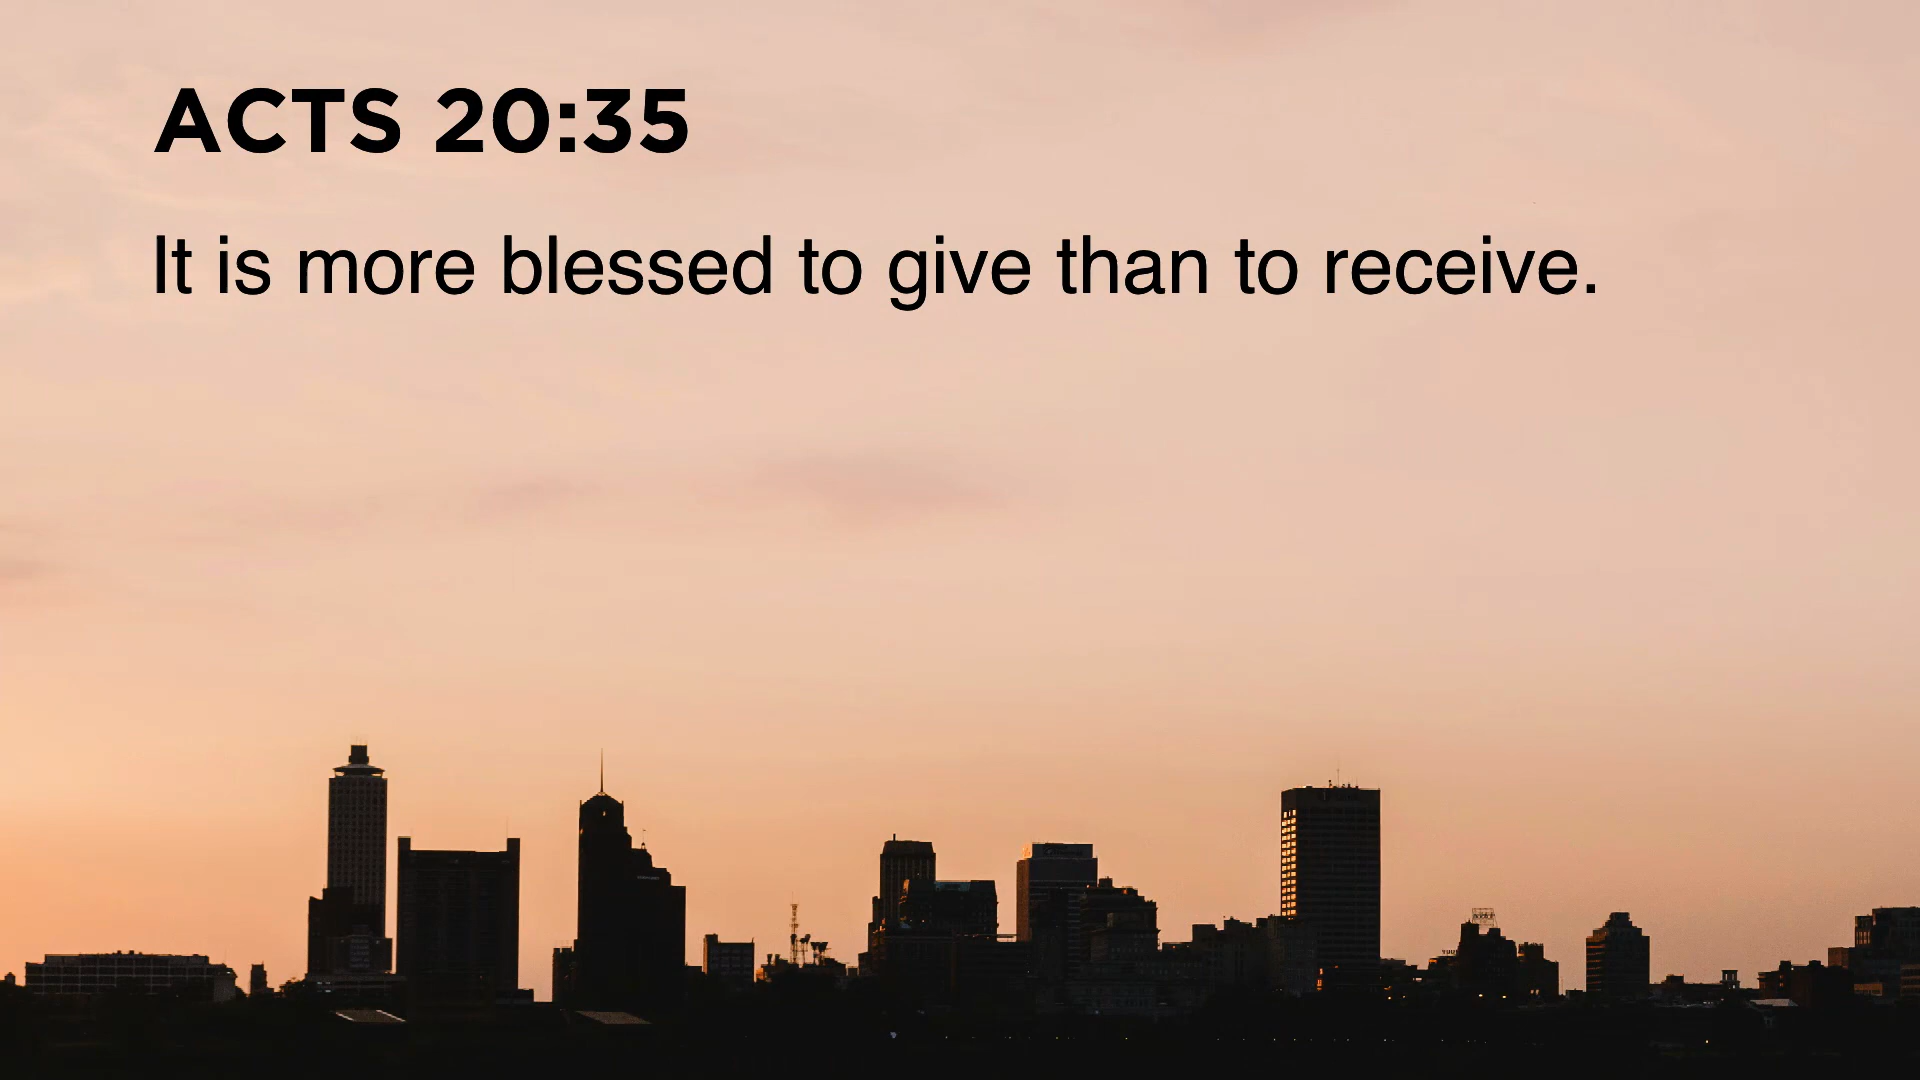 ACTS 20:35
It is more blessed to give than to receive.